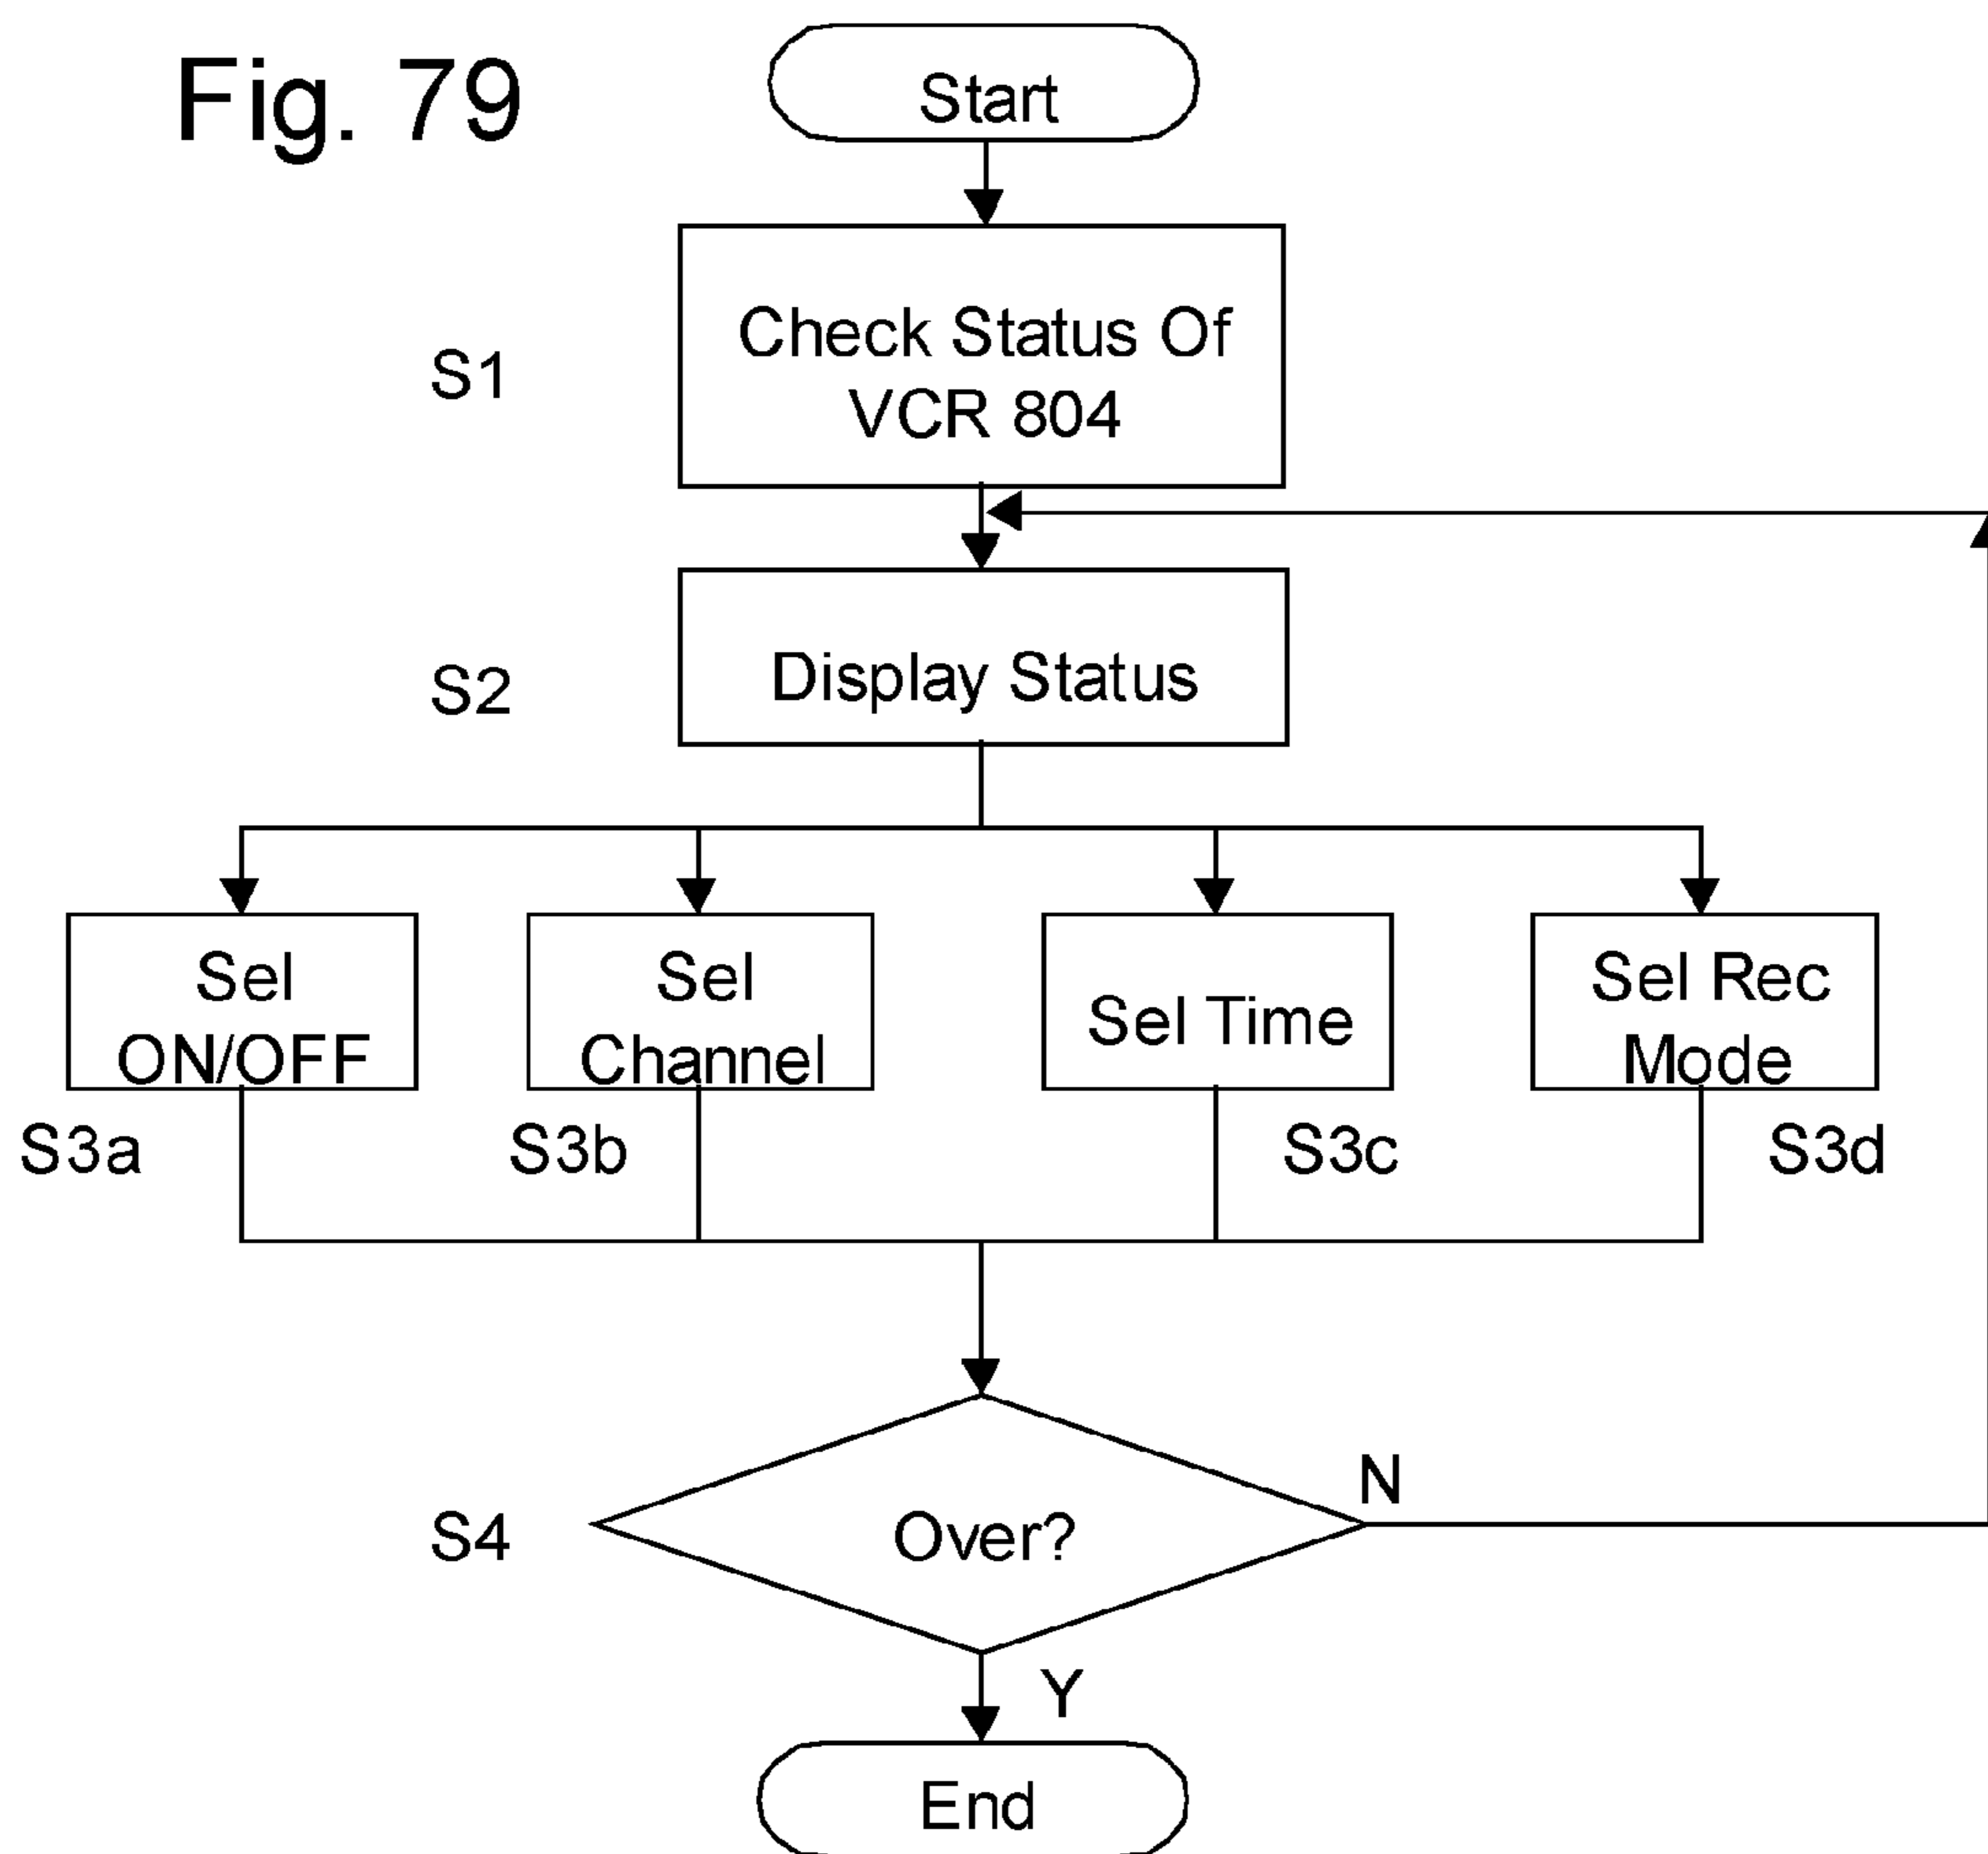 Fig. 79
Start
S1
Check Status Of
VCR 804
S2
Display Status
Sel
ON/OFF
Sel
Channel
Sel Time
Sel Rec
Mode
S3a
S3b
S3c
S3d
S4
Over?
N
Y
End